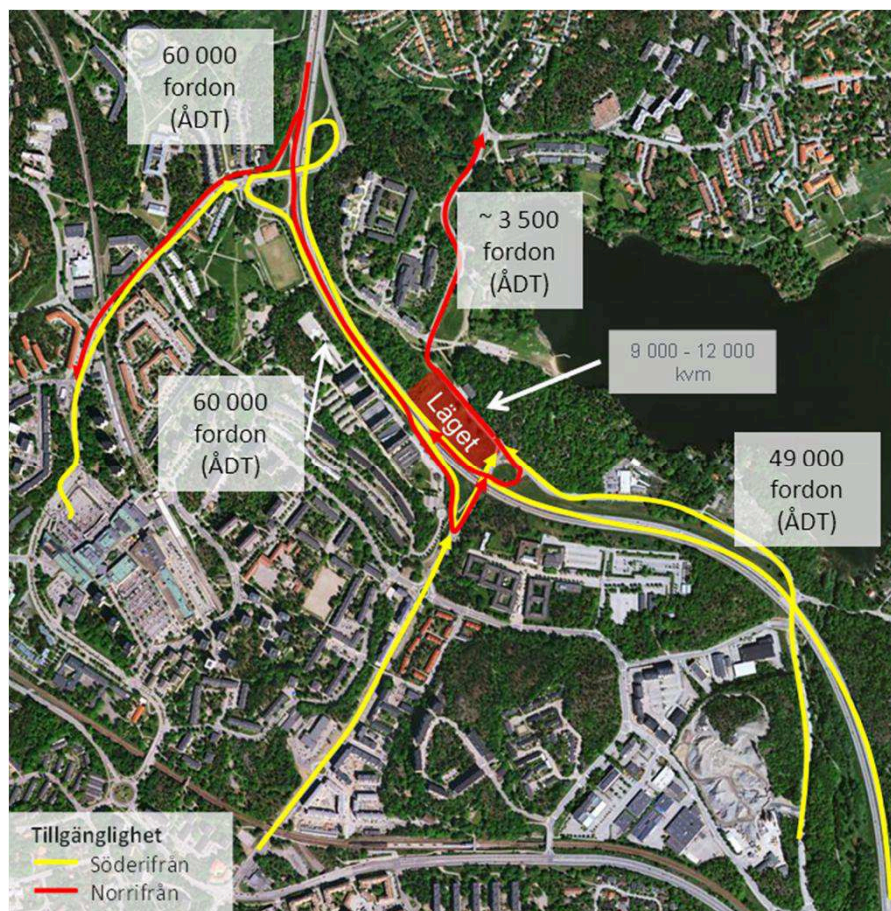 60 000
fordon
(ÅDT)
~ 3 500
fordon
(ÅDT)
9 000 - 12 000
kvm
60 000
fordon
(ÅDT)
Läget
49 000
fordon
(ÅDT)
Tillgänglighet
Söderifrån
Norrifrån